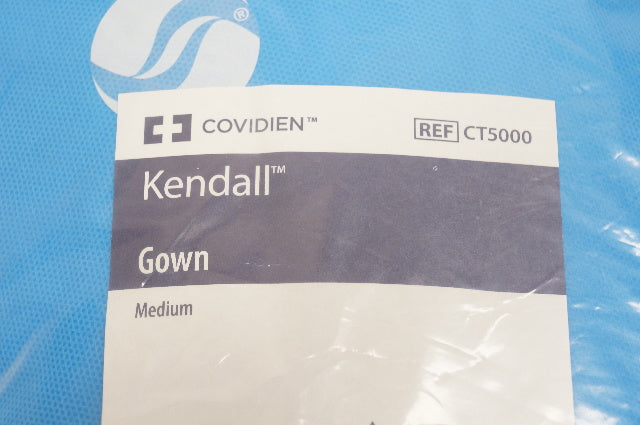 ®
COVIDIEN™
REF CT5000
Kendall™
Gown
Medium